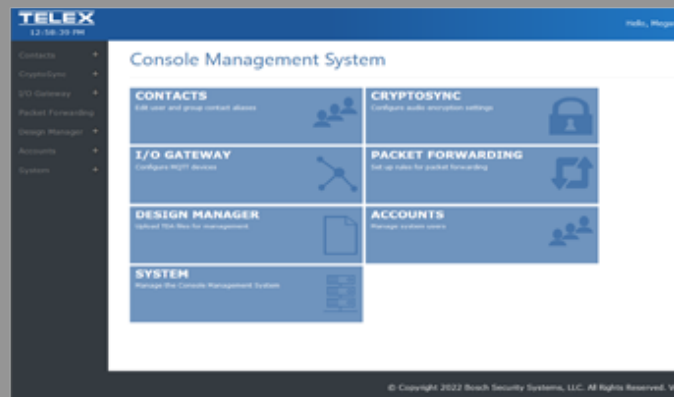 TELEX
12:58:39 PM
Hello, Mega
Contacts +
CryptoSync +
I/O Gateway +
Packet Forwarding
Design Manager +
Accounts +
System +
Console Management System
CONTACTS
Edit user and group contact aliases
CRYPTOSYNC
Configure audio encryption settings
I/O GATEWAY
Configure MQTT devices
PACKET FORWARDING
Set up rules for packet forwarding
DESIGN MANAGER
Upload TDA files for management
ACCOUNTS
Manage system users
SYSTEM
Manage the Console Management System
© Copyright 2022 Bosch Security Systems, LLC. All Rights Reserved. V